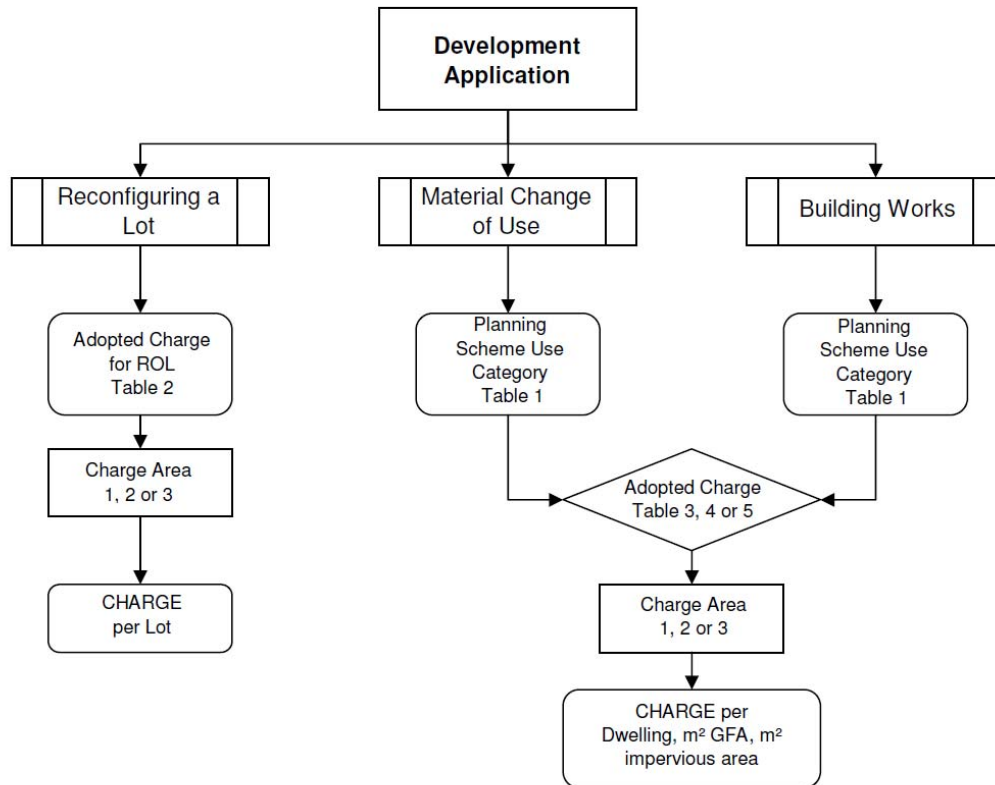 Development
Application
Reconfiguring a
Lot
Material Change
of Use
Building Works
Adopted Charge
for ROL
Table 2
Planning
Scheme Use
Category
Table 1
Planning
Scheme Use
Category
Table 1
Charge Area
1, 2 or 3
Adopted Charge
Table 3, 4 or 5
CHARGE
per Lot
Charge Area
1, 2 or 3
CHARGE per
Dwelling, m² GFA, m²
impervious area